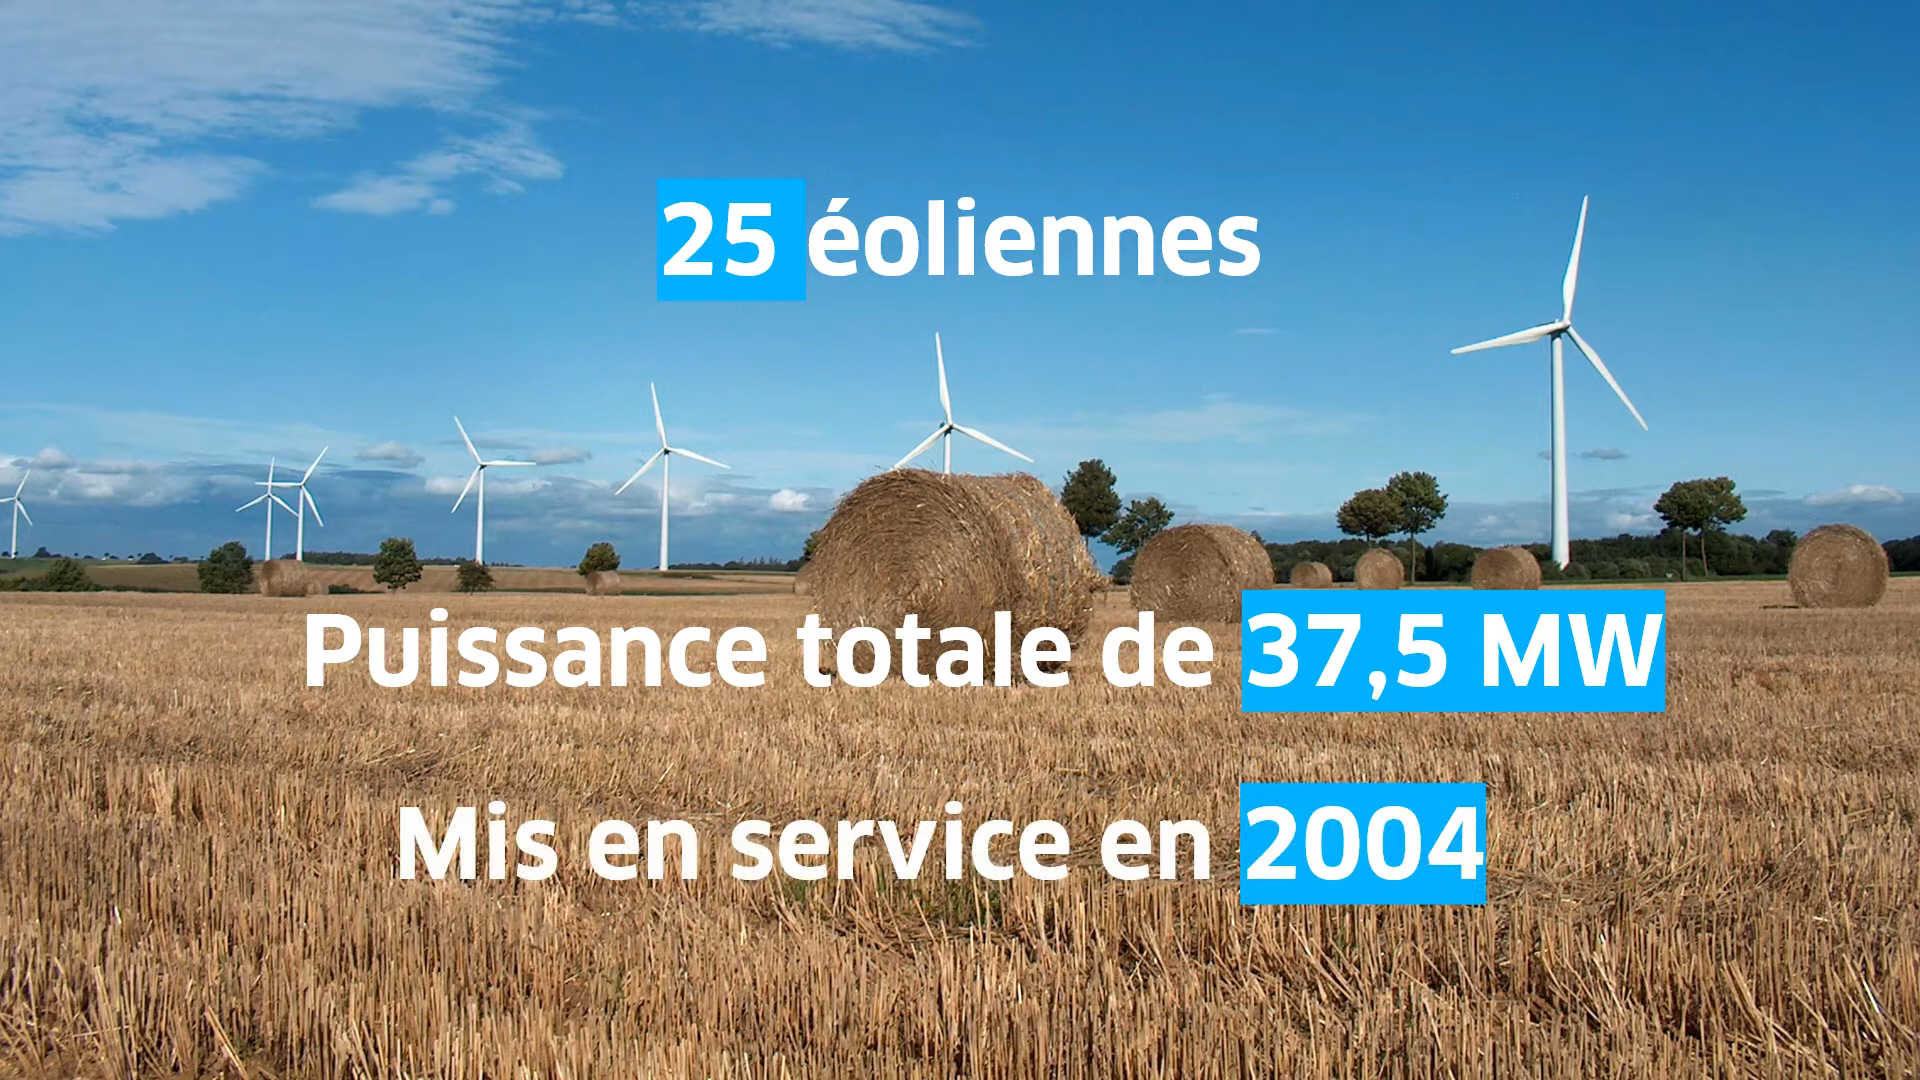 25 éoliennes
Puissance totale de 37,5 MW
Mis en service en 2004